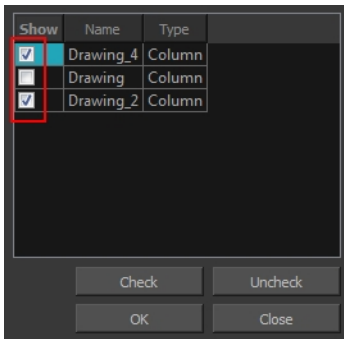 Show Name Type
Drawing_4 Column
Drawing Column
Drawing_2 Column
Check Uncheck
OK Close